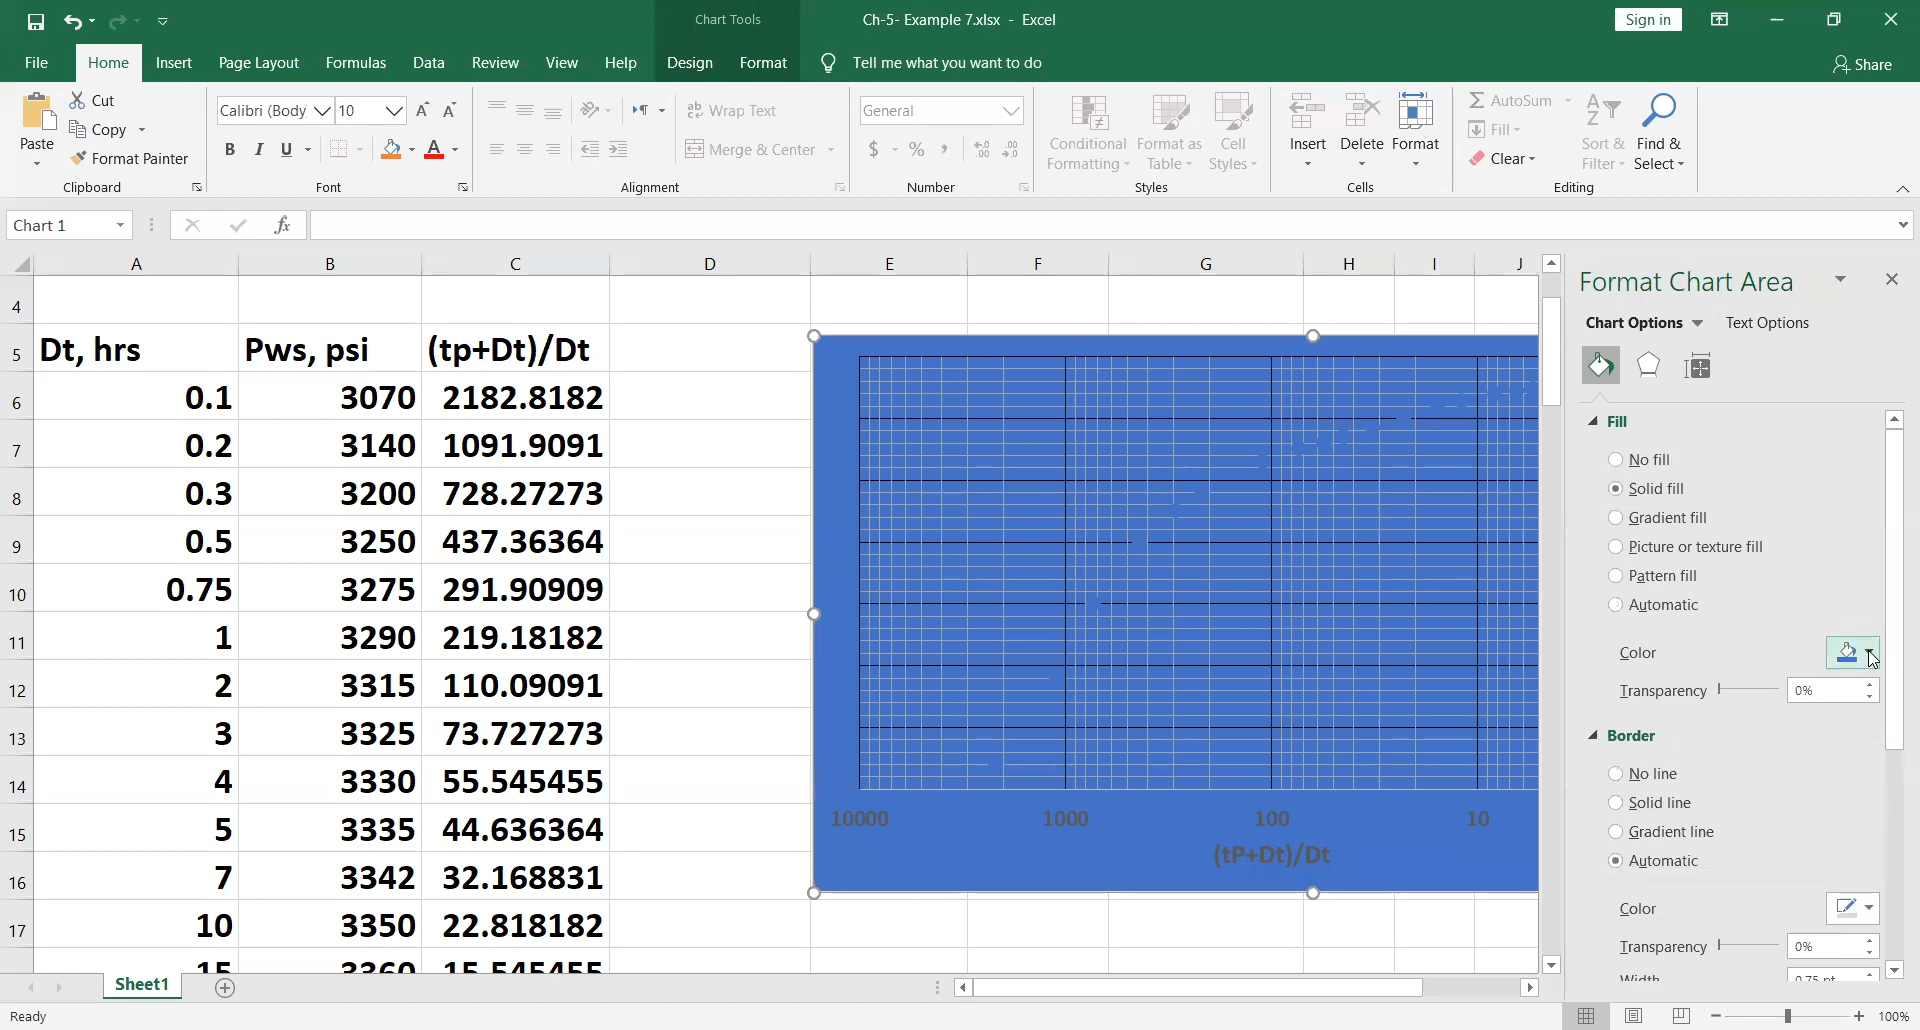 Chart Tools
Ch-5- Example 7.xlsx - Excel
Sign in
File
Home
Insert
Page Layout
Formulas
Data
Review
View
Help
Design
Format
Tell me what you want to do
Share
Paste
Cut
Copy
Format Painter
Clipboard
Calibri (Body
10
B I U
Font
Wrap Text
Merge & Center
Alignment
General
$ % ,
Number
Conditional Formatting
Format as Table
Cell Styles
Styles
Insert
Delete
Format
Cells
AutoSum
Fill
Clear
Sort & Filter
Find & Select
Editing
Chart 1
fx
A B C D E F G H I J
4
5 Dt, hrs Pws, psi (tp+Dt)/Dt
6 0.1 3070 2182.8182
7 0.2 3140 1091.9091
8 0.3 3200 728.27273
9 0.5 3250 437.36364
10 0.75 3275 291.90909
11 1 3290 219.18182
12 2 3315 110.09091
13 3 3325 73.727273
14 4 3330 55.545455
15 5 3335 44.636364
16 7 3342 32.168831
17 10 3350 22.818182
15 3360 15.545455
10000 1000 100 10
(tP+Dt)/Dt
Format Chart Area
Chart Options
Text Options
Fill
No fill
Solid fill
Gradient fill
Picture or texture fill
Pattern fill
Automatic
Color
Transparency 0%
Border
No line
Solid line
Gradient line
Automatic
Color
Transparency 0%
Width 0.75 pt
Sheet1
Ready
100%